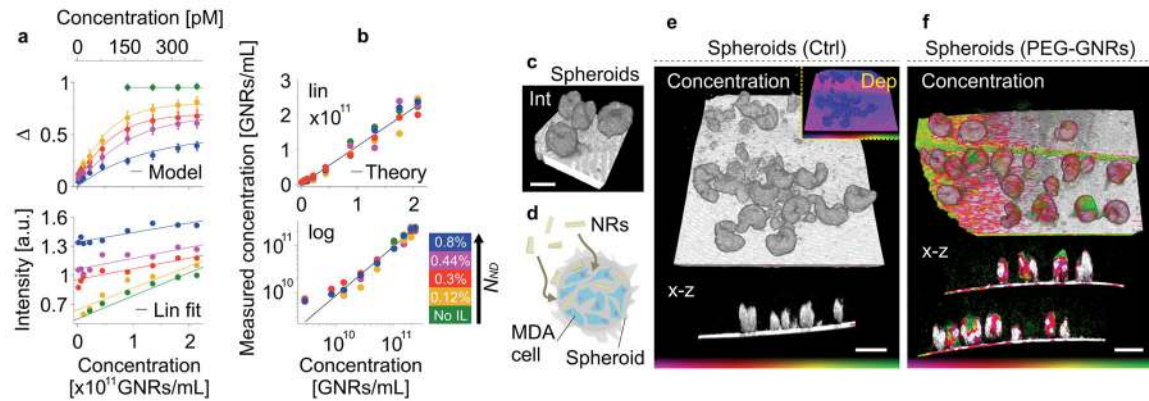 Concentration [pM]
0 150 300
a
1
0.5
0
Δ
Model
1.6
1.3
1
0.7
Intensity [a.u.]
Lin fit
0 1 2
Concentration
[x10¹¹GNRs/mL]
b
Measured concentration [GNRs/mL]
3
2
1
0
lin
x10¹¹
Theory
0 1 2
log
10¹¹
10¹⁰
10¹⁰ 10¹¹
Concentration
[GNRs/mL]
0.8%
0.44%
0.3%
0.12%
No IL
N_ND
c
Spheroids
Int
d
NRs
MDA
cell
Spheroid
e
Spheroids (Ctrl)
Concentration
Dep
x-z
f
Spheroids (PEG-GNRs)
Concentration
x-z